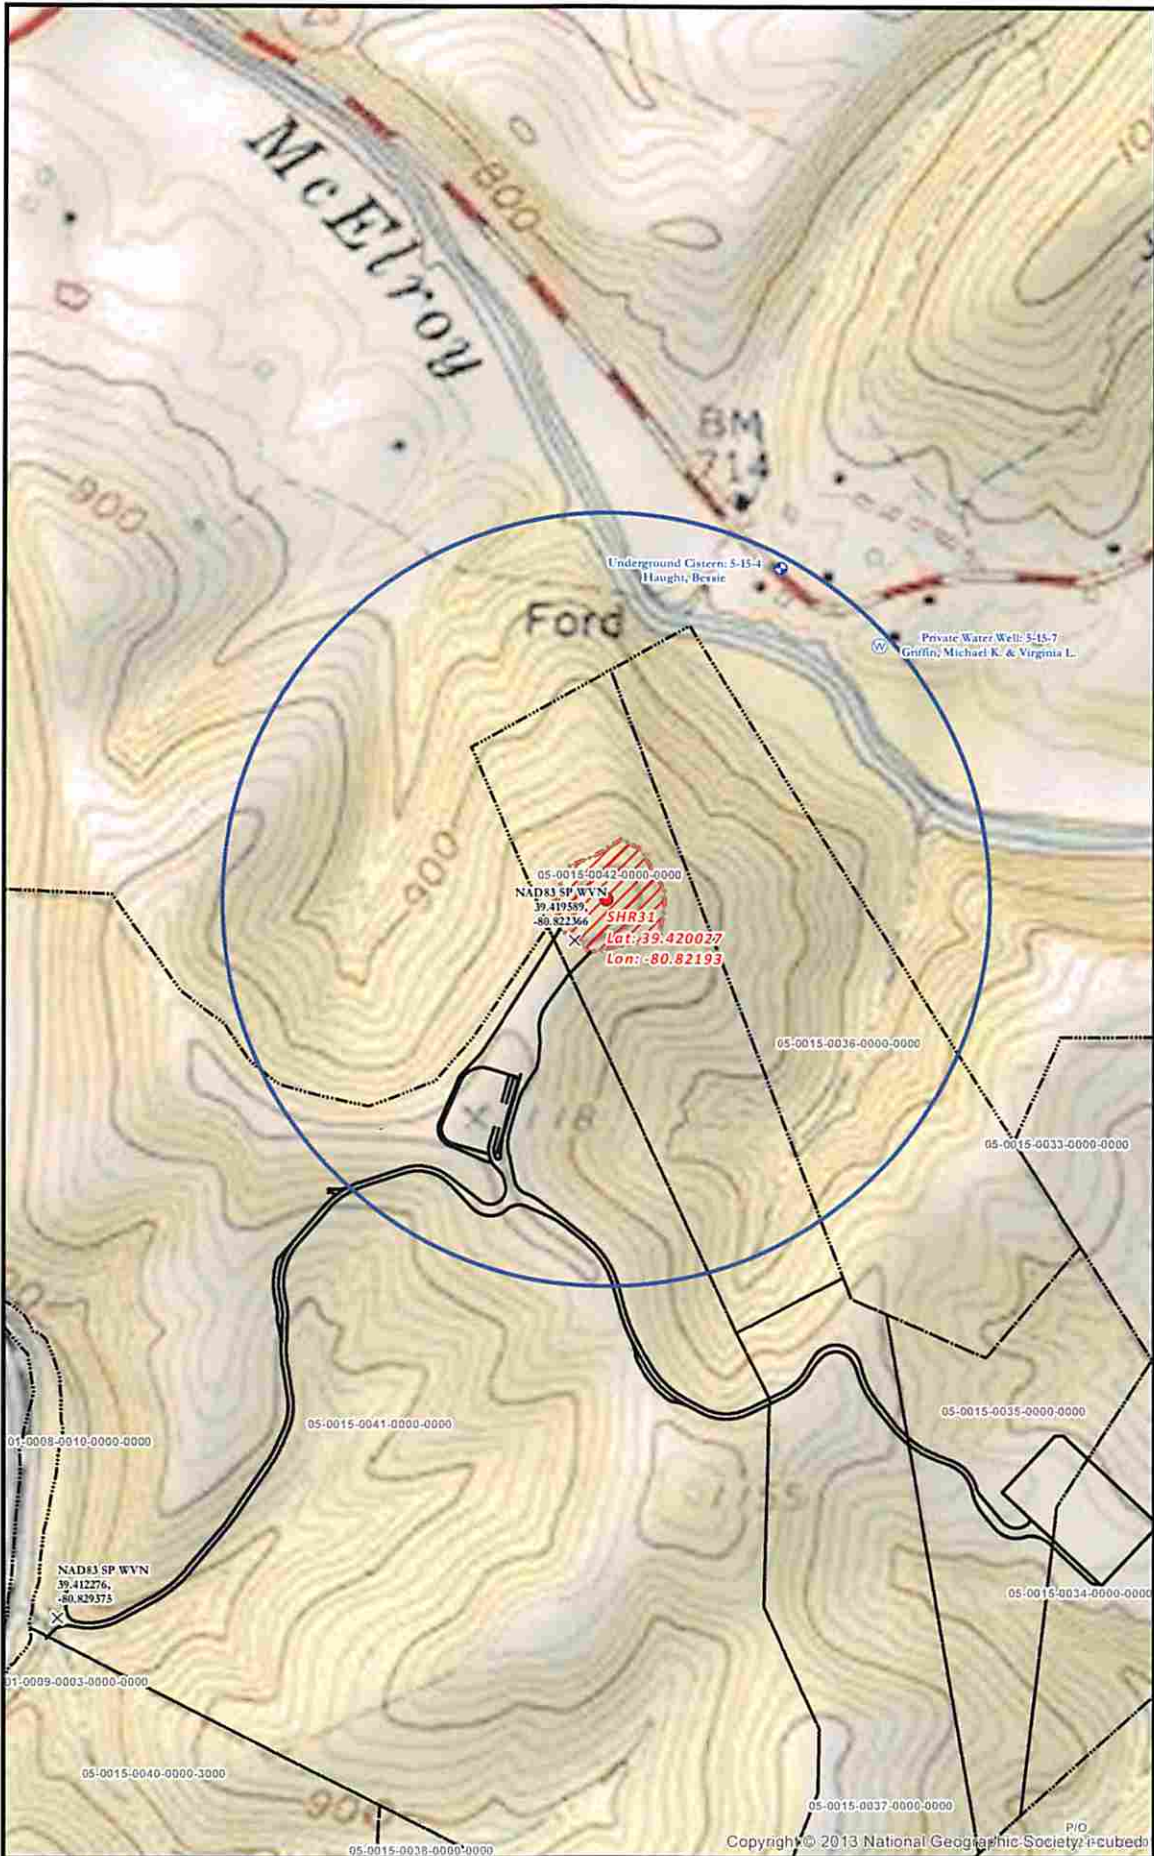 McElroy
800
900
BM
714
Underground Cistern: 5-15-4
Haught, Bessie
Ford
Private Water Well: 5-15-7
Griffin, Michael K. & Virginia L.
900
05-0015-0042-0000-0000
NAD83 SP WVN
39.419589,
-80.822366
SHR31
Lat: 39.420027
Lon: -80.82193
05-0015-0036-0000-0000
05-0015-0033-0000-0000
05-0015-0041-0000-0000
05-0015-0035-0000-0000
01-0008-0010-0000-0000
NAD83 SP WVN
39.412276,
-80.829373
05-0015-0034-0000-0000
01-0009-0003-0000-0000
05-0015-0040-0000-3000
05-0015-0037-0000-0000
P/O
05-0015-0038-0000-0000
Copyright:© 2013 National Geographic Society, i-cubed